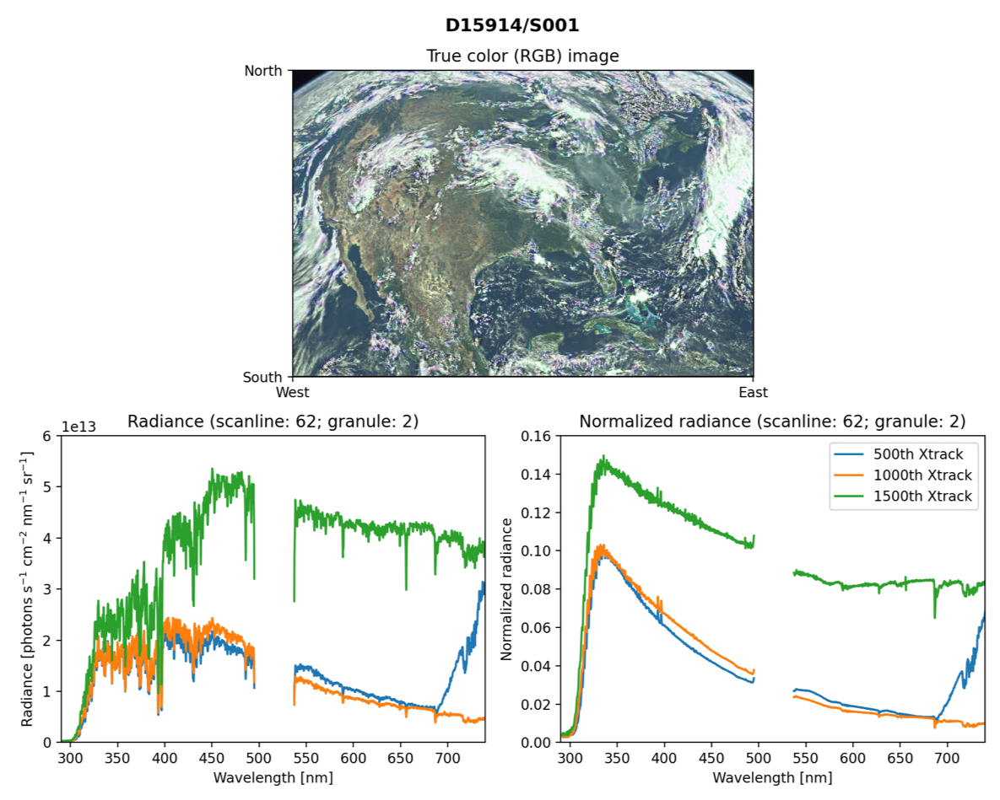 D15914/S001
True color (RGB) image
North
South
West
East
Radiance (scanline: 62; granule: 2)
1e13
Radiance [photons s⁻¹ cm⁻² nm⁻¹ sr⁻¹]
6
5
4
3
2
1
0
300 350 400 450 500 550 600 650 700
Wavelength [nm]
Normalized radiance (scanline: 62; granule: 2)
Normalized radiance
0.16
0.14
0.12
0.10
0.08
0.06
0.04
0.02
0.00
500th Xtrack
1000th Xtrack
1500th Xtrack
300 350 400 450 500 550 600 650 700
Wavelength [nm]